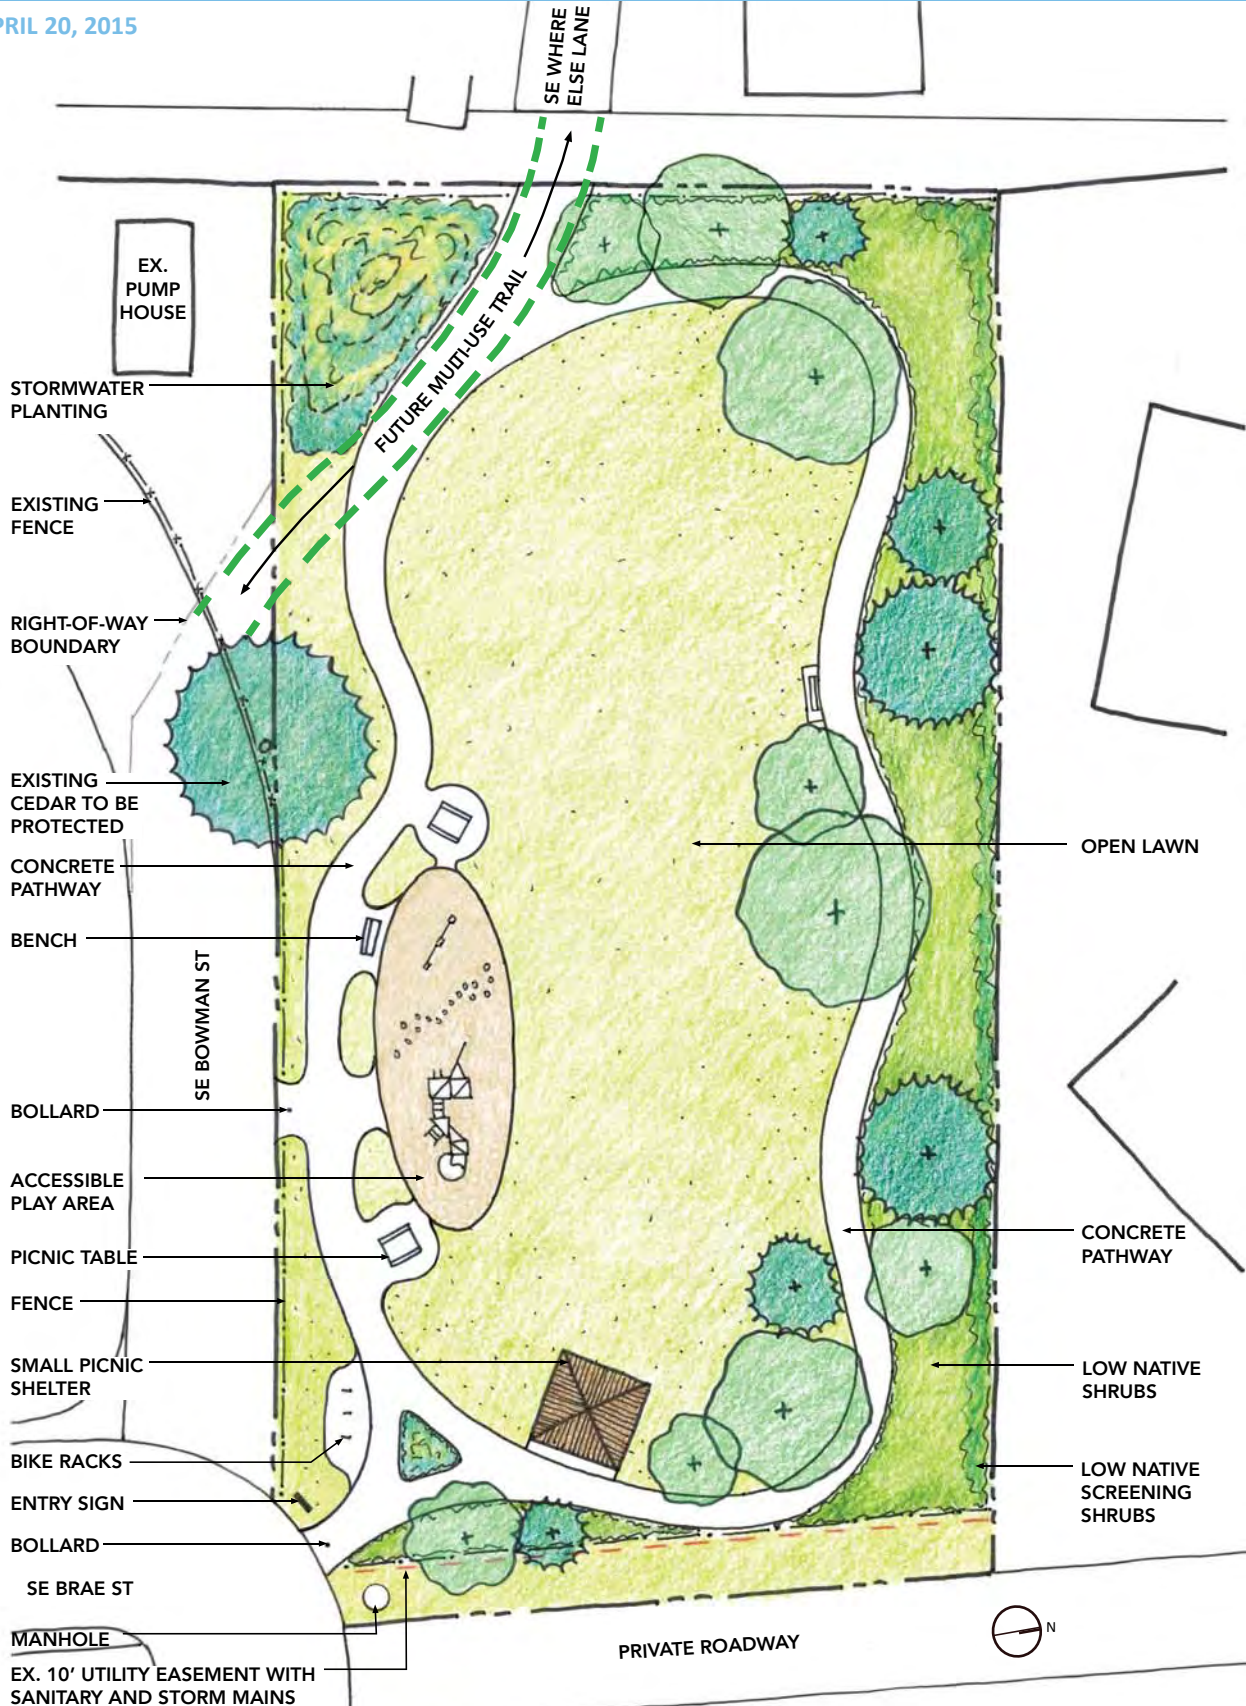 PRIL 20, 2015
SE WHERE
ELSE LANE
EX.
PUMP
HOUSE
FUTURE MULTI-USE TRAIL
STORMWATER
PLANTING
EXISTING
FENCE
RIGHT-OF-WAY
BOUNDARY
EXISTING
CEDAR TO BE
PROTECTED
CONCRETE
PATHWAY
BENCH
SE BOWMAN ST
BOLLARD
ACCESSIBLE
PLAY AREA
PICNIC TABLE
FENCE
SMALL PICNIC
SHELTER
BIKE RACKS
ENTRY SIGN
BOLLARD
SE BRAE ST
MANHOLE
EX. 10' UTILITY EASEMENT WITH
SANITARY AND STORM MAINS
OPEN LAWN
CONCRETE
PATHWAY
LOW NATIVE
SHRUBS
LOW NATIVE
SCREENING
SHRUBS
PRIVATE ROADWAY
N